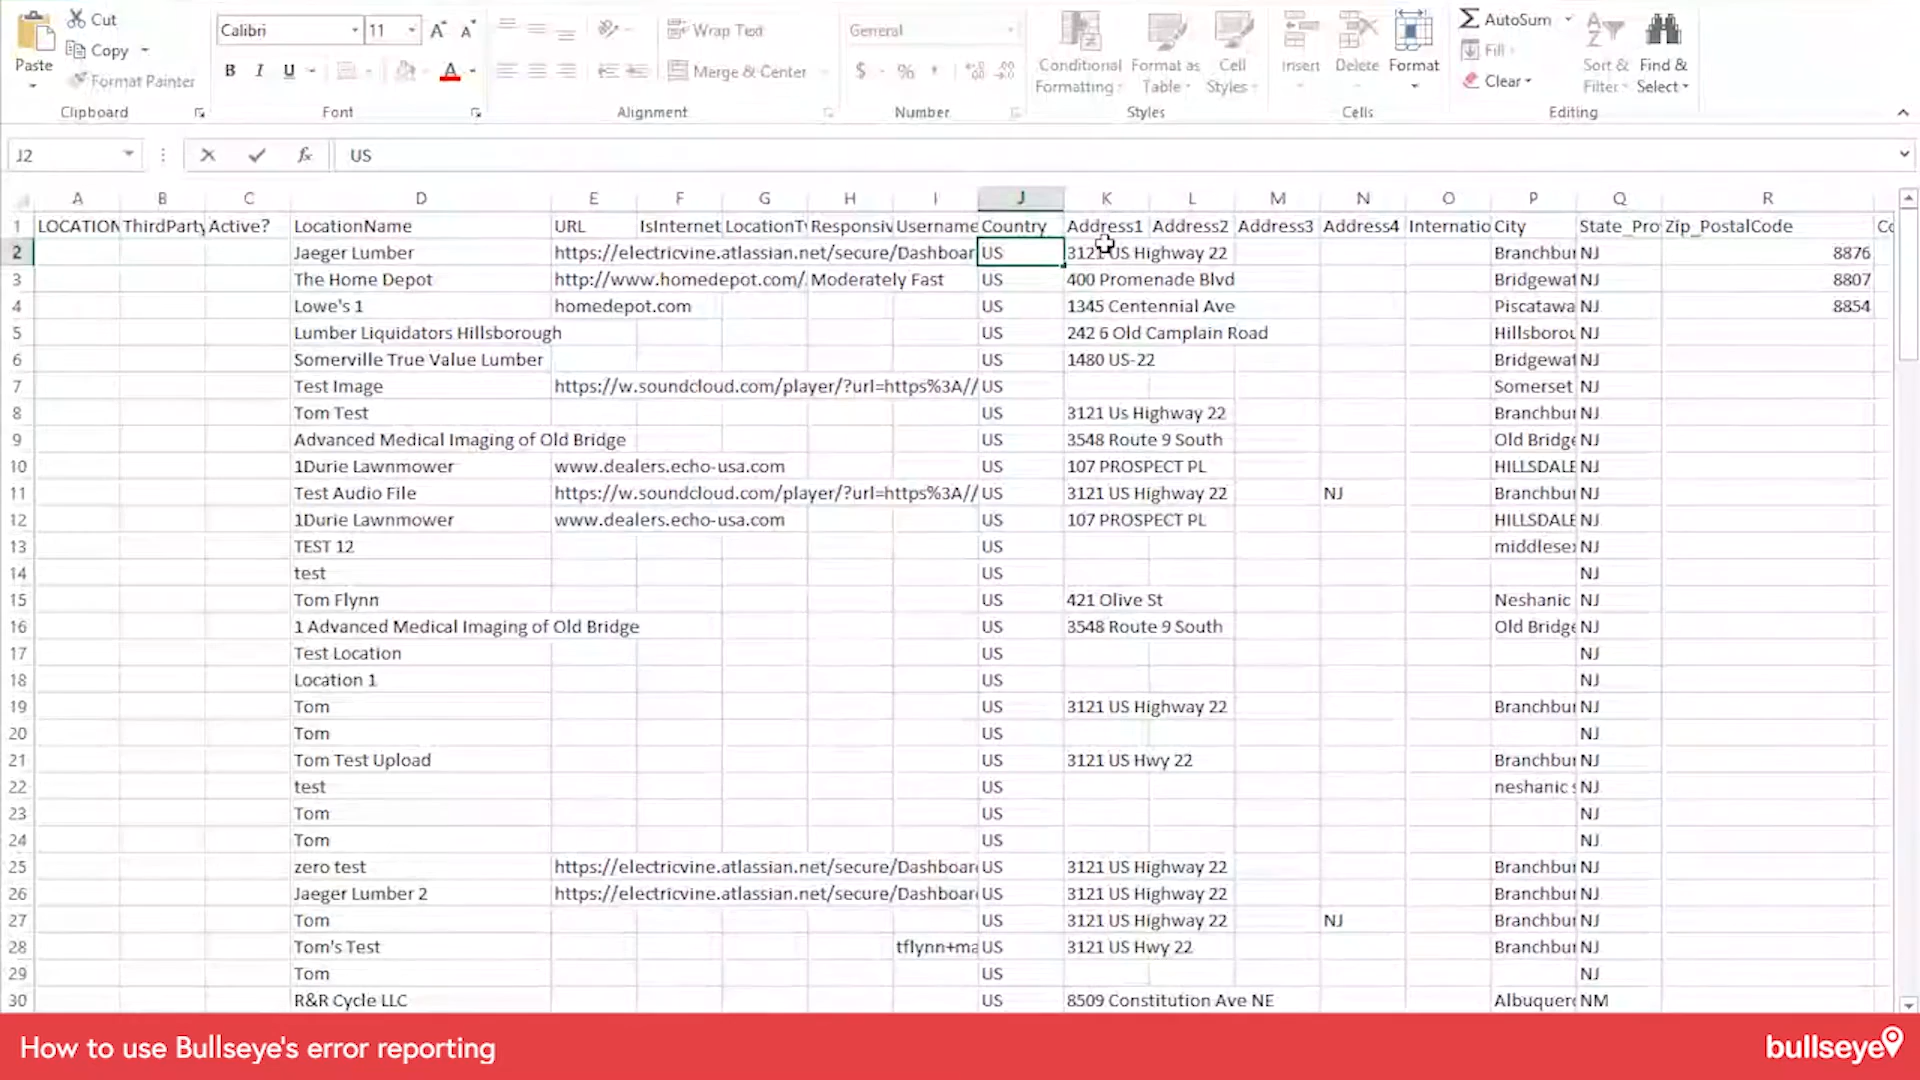 Cut
Copy
Format Painter
Paste
Clipboard
Calibri 11 A A
B I U A
Font
Wrap Text
Merge & Center
Alignment
General
$ % ,
Number
Conditional Formatting
Format as Table
Cell Styles
Styles
Insert Delete Format
Cells
AutoSum
Fill
Clear
Sort & Filter
Find & Select
Editing
J2 fx US
A B C D E F G H I J K L M N O P Q R
1 LOCATION ThirdParty Active? LocationName URL IsInternet LocationTy Responsiv Username Country Address1 Address2 Address3 Address4 Internatio City State_Pro Zip_PostalCode Co
2 Jaeger Lumber https://electricvine.atlassian.net/secure/Dashboar US 3121 US Highway 22 Branchbur NJ 8876
3 The Home Depot http://www.homedepot.com/. Moderately Fast US 400 Promenade Blvd Bridgewat NJ 8807
4 Lowe's 1 homedepot.com US 1345 Centennial Ave Piscatawa NJ 8854
5 Lumber Liquidators Hillsborough US 242 6 Old Camplain Road Hillsborou NJ
6 Somerville True Value Lumber US 1480 US-22 Bridgewat NJ
7 Test Image https://w.soundcloud.com/player/?url=https%3A// US Somerset NJ
8 Tom Test US 3121 Us Highway 22 Branchbur NJ
9 Advanced Medical Imaging of Old Bridge US 3548 Route 9 South Old Bridge NJ
10 1Durie Lawnmower www.dealers.echo-usa.com US 107 PROSPECT PL HILLSDALE NJ
11 Test Audio File https://w.soundcloud.com/player/?url=https%3A// US 3121 US Highway 22 NJ Branchbur NJ
12 1Durie Lawnmower www.dealers.echo-usa.com US 107 PROSPECT PL HILLSDALE NJ
13 TEST 12 US middlesex NJ
14 test US NJ
15 Tom Flynn US 421 Olive St Neshanic NJ
16 1 Advanced Medical Imaging of Old Bridge US 3548 Route 9 South Old Bridge NJ
17 Test Location US NJ
18 Location 1 US NJ
19 Tom US 3121 US Highway 22 Branchbur NJ
20 Tom US NJ
21 Tom Test Upload US 3121 US Hwy 22 Branchbur NJ
22 test US neshanic s NJ
23 Tom US NJ
24 Tom US NJ
25 zero test https://electricvine.atlassian.net/secure/Dashboar US 3121 US Highway 22 Branchbur NJ
26 Jaeger Lumber 2 https://electricvine.atlassian.net/secure/Dashboar US 3121 US Highway 22 Branchbur NJ
27 Tom US 3121 US Highway 22 NJ Branchbur NJ
28 Tom's Test tflynn+ma US 3121 US Hwy 22 Branchbur NJ
29 Tom US NJ
30 R&R Cycle LLC US 8509 Constitution Ave NE Albuquerq NM
How to use Bullseye's error reporting
bullseye